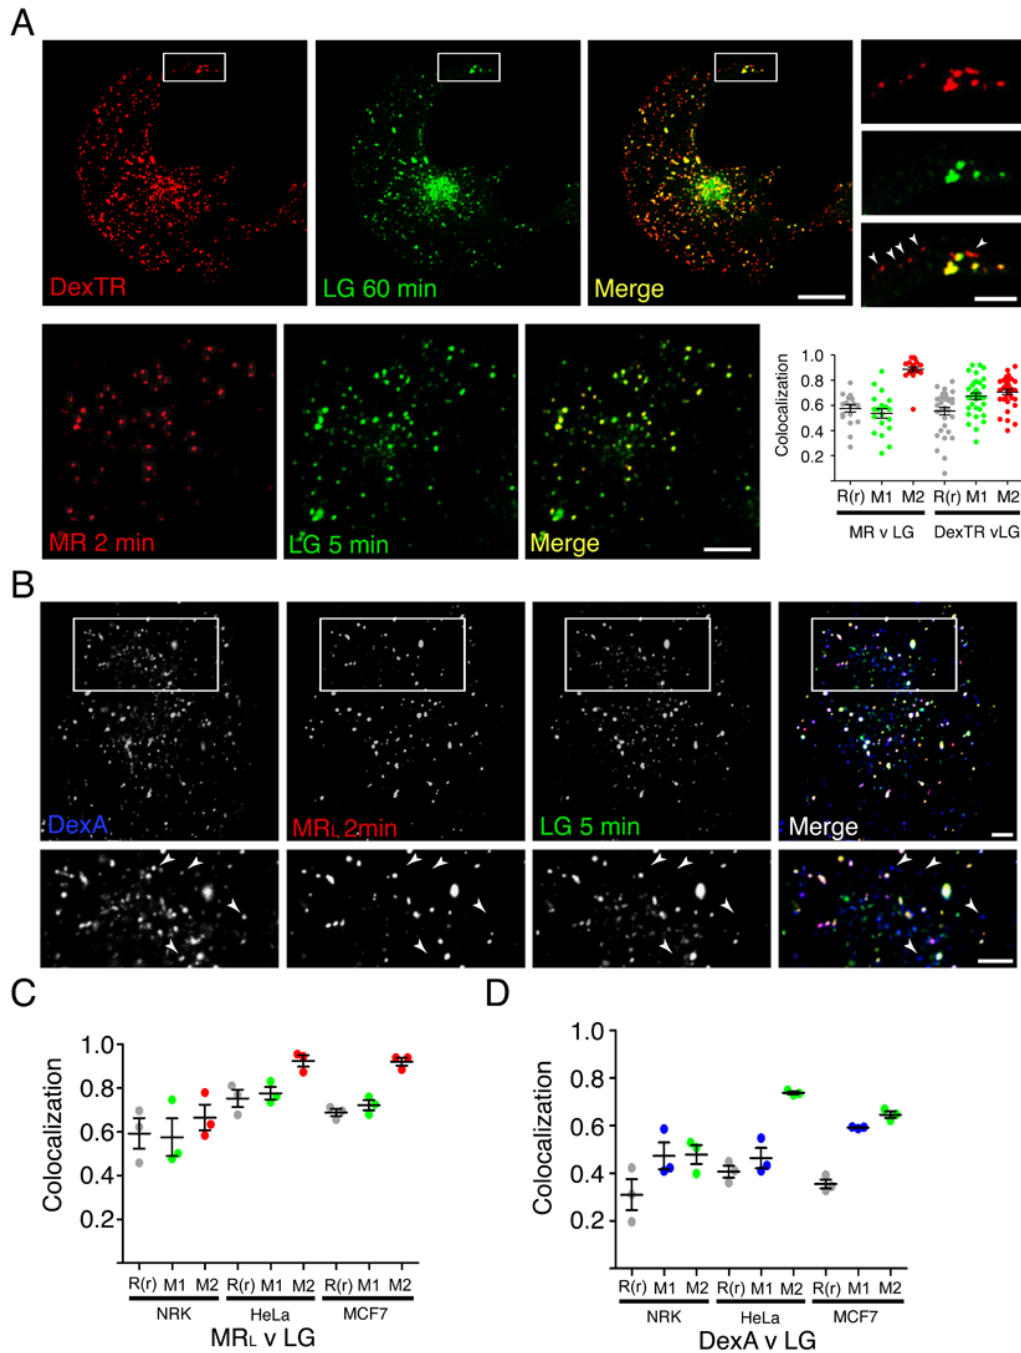 A
DexTR
LG 60 min
Merge
MR 2 min
LG 5 min
Merge
Colocalization
1.0
0.8
0.6
0.4
0.2
R(r) M1 M2 R(r) M1 M2
MR v LG DexTR vLG
B
DexA
MRL 2min
LG 5 min
Merge
C
Colocalization
1.0
0.8
0.6
0.4
0.2
R(r) M1 M2 R(r) M1 M2 R(r) M1 M2
NRK HeLa MCF7
MRL v LG
D
Colocalization
1.0
0.8
0.6
0.4
0.2
R(r) M1 M2 R(r) M1 M2 R(r) M1 M2
NRK HeLa MCF7
DexA v LG